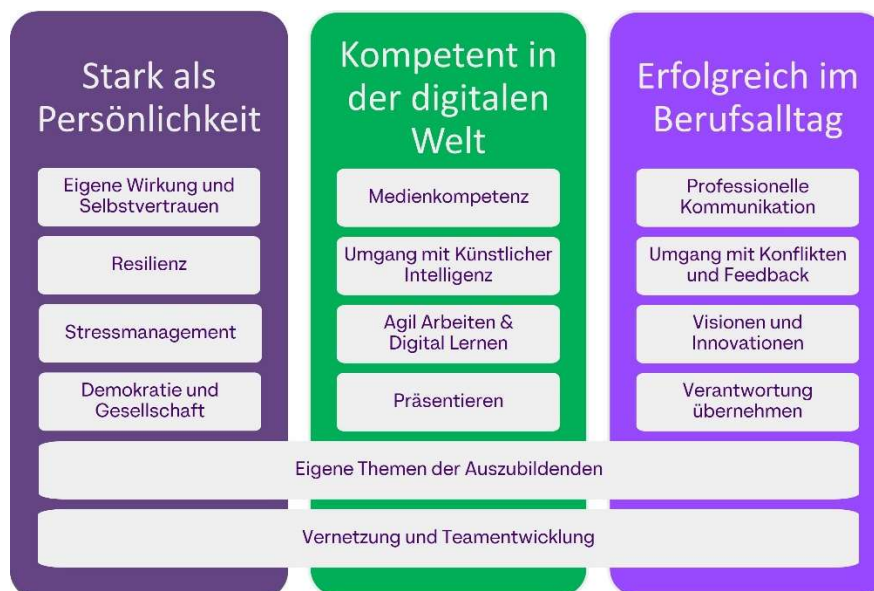 Stark als
Persönlichkeit
Eigene Wirkung und
Selbstvertrauen
Resilienz
Stressmanagement
Demokratie und
Gesellschaft
Kompetent in
der digitalen
Welt
Medienkompetenz
Umgang mit Künstlicher
Intelligenz
Agil Arbeiten &
Digital Lernen
Präsentieren
Erfolgreich im
Berufsalltag
Professionelle
Kommunikation
Umgang mit Konflikten
und Feedback
Visionen und
Innovationen
Verantwortung
übernehmen
Eigene Themen der Auszubildenden
Vernetzung und Teamentwicklung